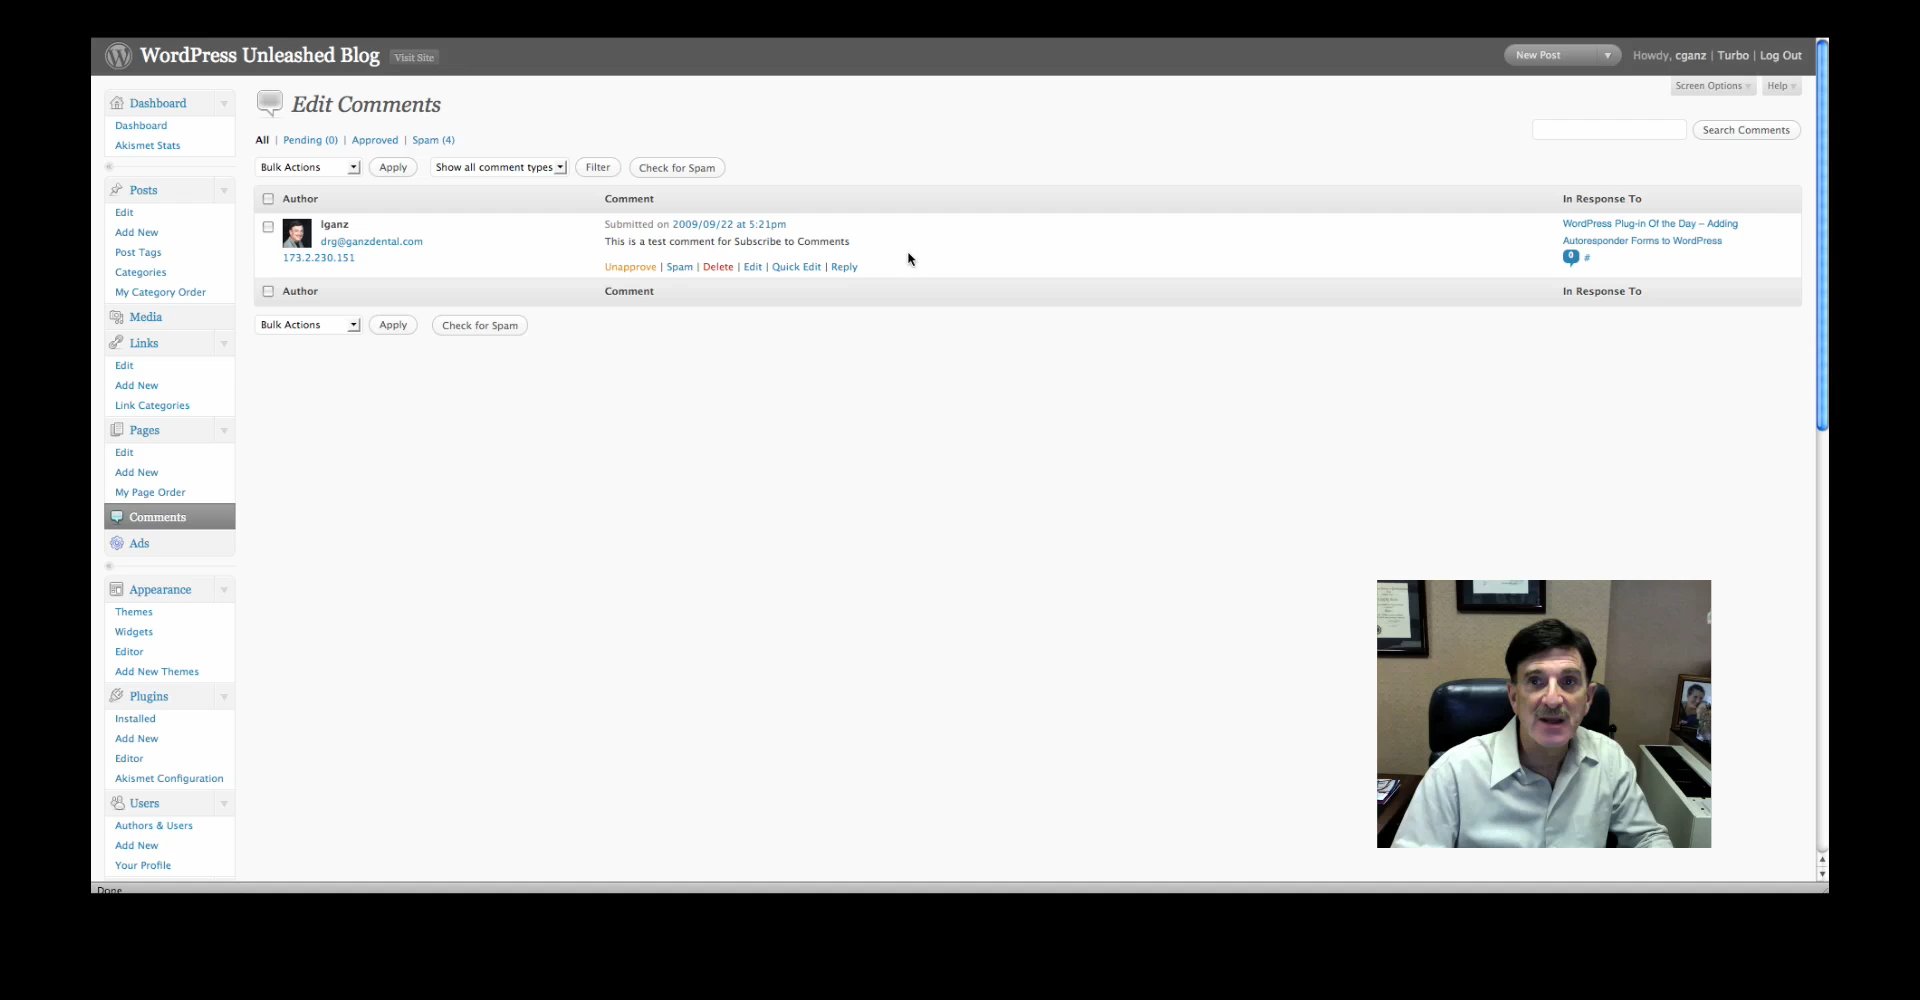 WordPress Unleashed Blog Visit Site
New Post Howdy, cganz | Turbo | Log Out
Screen Options Help
Dashboard
Dashboard
Akismet Stats
Posts
Edit
Add New
Post Tags
Categories
My Category Order
Media
Links
Edit
Add New
Link Categories
Pages
Edit
Add New
My Page Order
Comments
Ads
Appearance
Themes
Widgets
Editor
Add New Themes
Plugins
Installed
Add New
Editor
Akismet Configuration
Users
Authors & Users
Add New
Your Profile
Edit Comments
All | Pending (0) | Approved | Spam (4)
Search Comments
Bulk Actions Apply Show all comment types Filter Check for Spam
Author Comment In Response To
lganz
drg@ganzdental.com
173.2.230.151
Submitted on 2009/09/22 at 5:21pm
This is a test comment for Subscribe to Comments
Unapprove | Spam | Delete | Edit | Quick Edit | Reply
WordPress Plug-in Of the Day – Adding
Autoresponder Forms to WordPress
0 #
Author Comment In Response To
Bulk Actions Apply Check for Spam
Done